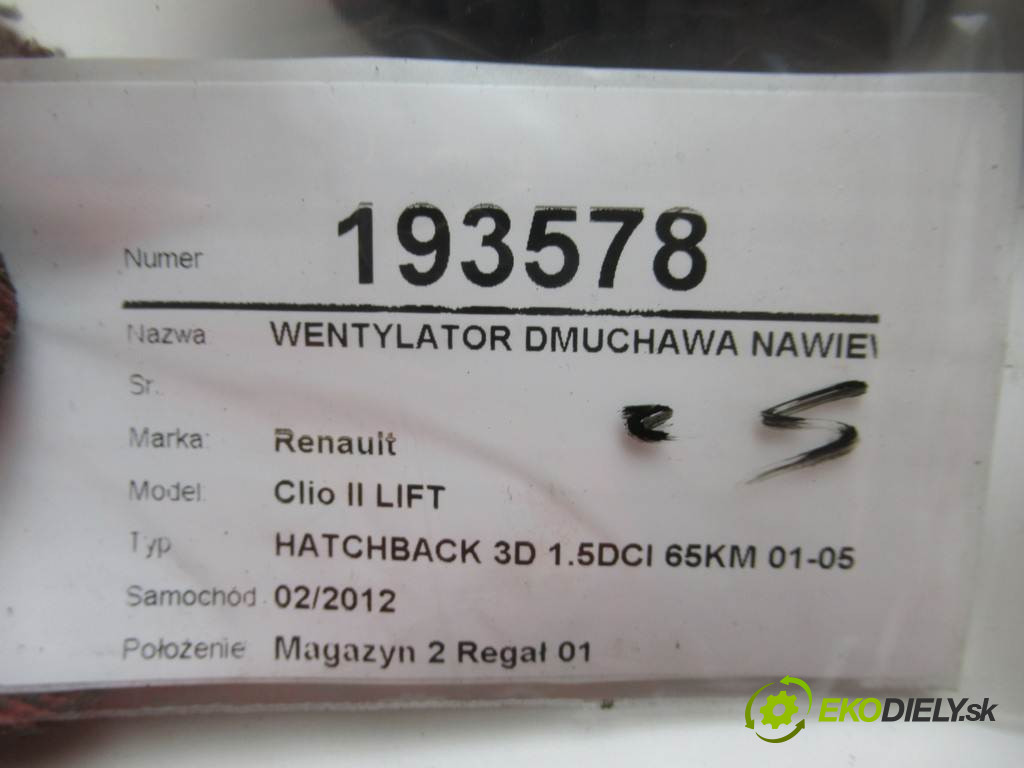 Numer 193578
Nazwa WENTYLATOR DMUCHAWA NAWIEW
Sr.
Marka: Renault
Model: Clio II LIFT
Typ HATCHBACK 3D 1.5DCI 65KM 01-05
Samochód 02/2012
Położenie: Magazyn 2 Regał 01
EKODIELY.sk